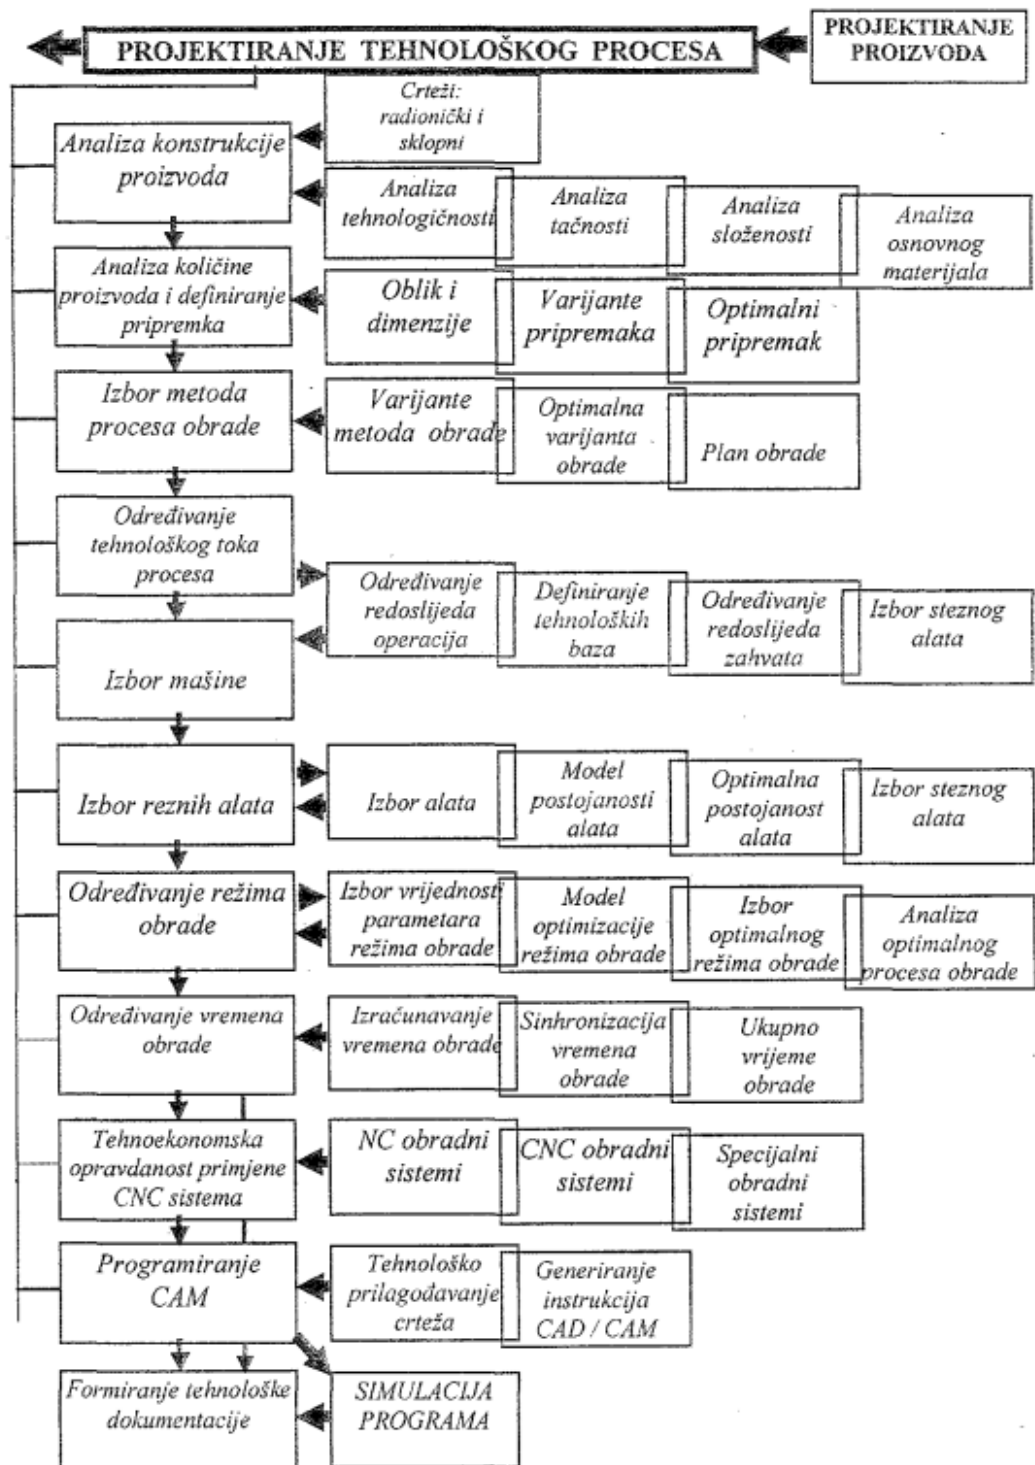 PROJEKTIRANJE TEHNOLOŠKOG PROCESA
PROJEKTIRANJE
PROIZVODA
Crteži:
radionički i
sklopni
Analiza konstrukcije
proizvoda
Analiza
tehnologičnosti
Analiza
tačnosti
Analiza
složenosti
Analiza
osnovnog
materijala
Analiza količine
proizvoda i definiranje
pripremka
Oblik i
dimenzije
Varijante
pripremaka
Optimalni
pripremak
Izbor metoda
procesa obrade
Varijante
metoda obrade
Optimalna
varijanta
obrade
Plan obrade
Određivanje
tehnološkog toka
procesa
Određivanje
redoslijeda
operacija
Definiranje
tehnoloških
baza
Određivanje
redoslijeda
zahvata
Izbor steznog
alata
Izbor mašine
Izbor reznih alata
Izbor alata
Model
postojanosti
alata
Optimalna
postojanost
alata
Izbor steznog
alata
Određivanje režima
obrade
Izbor vrijednosti
parametara
režima obrade
Model
optimizacije
režima obrade
Izbor
optimalnog
režima obrade
Analiza
optimalnog
procesa obrade
Određivanje vremena
obrade
Izračunavanje
vremena obrade
Sinhronizacija
vremena
obrade
Ukupno
vrijeme
obrade
Tehnoekonomska
opravdanost primjene
CNC sistema
NC obradni
sistemi
CNC obradni
sistemi
Specijalni
obradni
sistemi
Programiranje
CAM
Tehnološko
prilagođavanje
crteža
Generiranje
instrukcija
CAD / CAM
Formiranje tehnološke
dokumentacije
SIMULACIJA
PROGRAMA